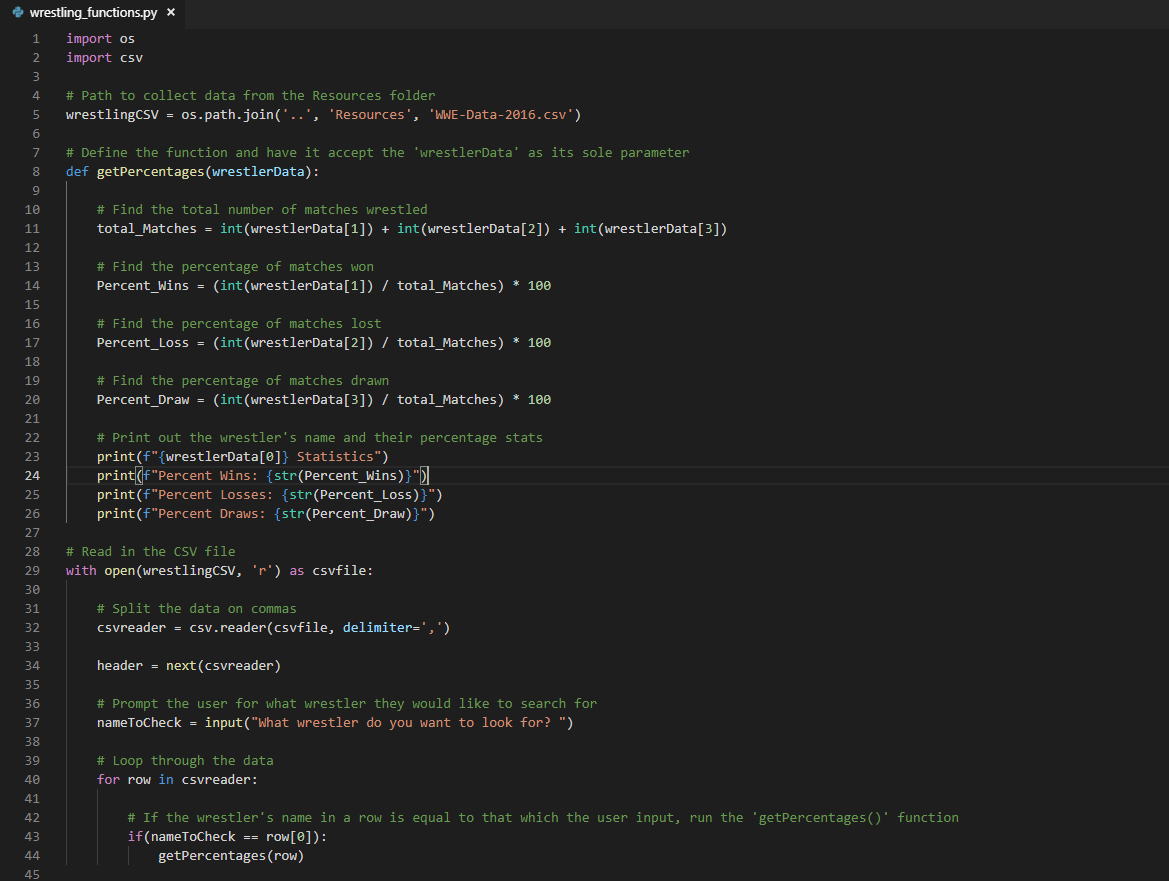 wrestling_functions.py ×
1 import os
2 import csv
3
4 # Path to collect data from the Resources folder
5 wrestlingCSV = os.path.join('..', 'Resources', 'WWE-Data-2016.csv')
6
7 # Define the function and have it accept the 'wrestlerData' as its sole parameter
8 def getPercentages(wrestlerData):
9
10     # Find the total number of matches wrestled
11     total_Matches = int(wrestlerData[1]) + int(wrestlerData[2]) + int(wrestlerData[3])
12
13     # Find the percentage of matches won
14     Percent_Wins = (int(wrestlerData[1]) / total_Matches) * 100
15
16     # Find the percentage of matches lost
17     Percent_Loss = (int(wrestlerData[2]) / total_Matches) * 100
18
19     # Find the percentage of matches drawn
20     Percent_Draw = (int(wrestlerData[3]) / total_Matches) * 100
21
22     # Print out the wrestler's name and their percentage stats
23     print(f"{wrestlerData[0]} Statistics")
24     print(f"Percent Wins: {str(Percent_Wins)}")
25     print(f"Percent Losses: {str(Percent_Loss)}")
26     print(f"Percent Draws: {str(Percent_Draw)}")
27
28 # Read in the CSV file
29 with open(wrestlingCSV, 'r') as csvfile:
30
31     # Split the data on commas
32     csvreader = csv.reader(csvfile, delimiter=',')
33
34     header = next(csvreader)
35
36     # Prompt the user for what wrestler they would like to search for
37     nameToCheck = input("What wrestler do you want to look for? ")
38
39     # Loop through the data
40     for row in csvreader:
41
42         # If the wrestler's name in a row is equal to that which the user input, run the 'getPercentages()' function
43         if(nameToCheck == row[0]):
44             getPercentages(row)
45